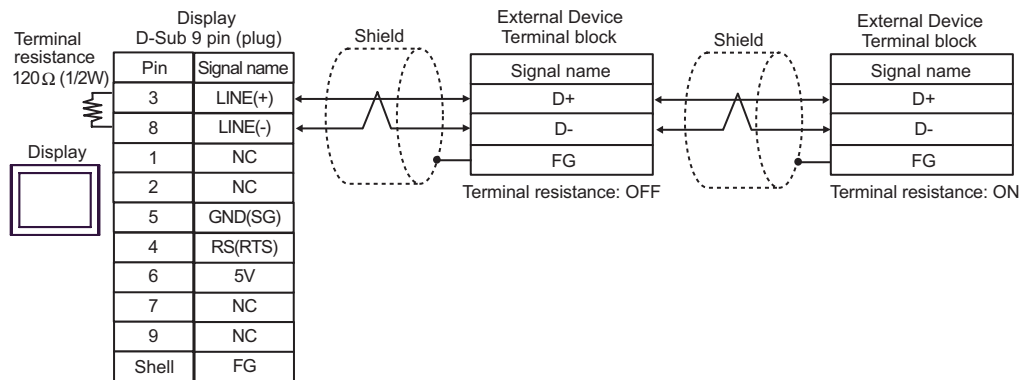 Terminal
resistance
120Ω (1/2W)
Display
Display
D-Sub 9 pin (plug)
Pin Signal name
3 LINE(+)
8 LINE(-)
1 NC
2 NC
5 GND(SG)
4 RS(RTS)
6 5V
7 NC
9 NC
Shell FG
Shield
External Device
Terminal block
Signal name
D+
D-
FG
Terminal resistance: OFF
Shield
External Device
Terminal block
Signal name
D+
D-
FG
Terminal resistance: ON